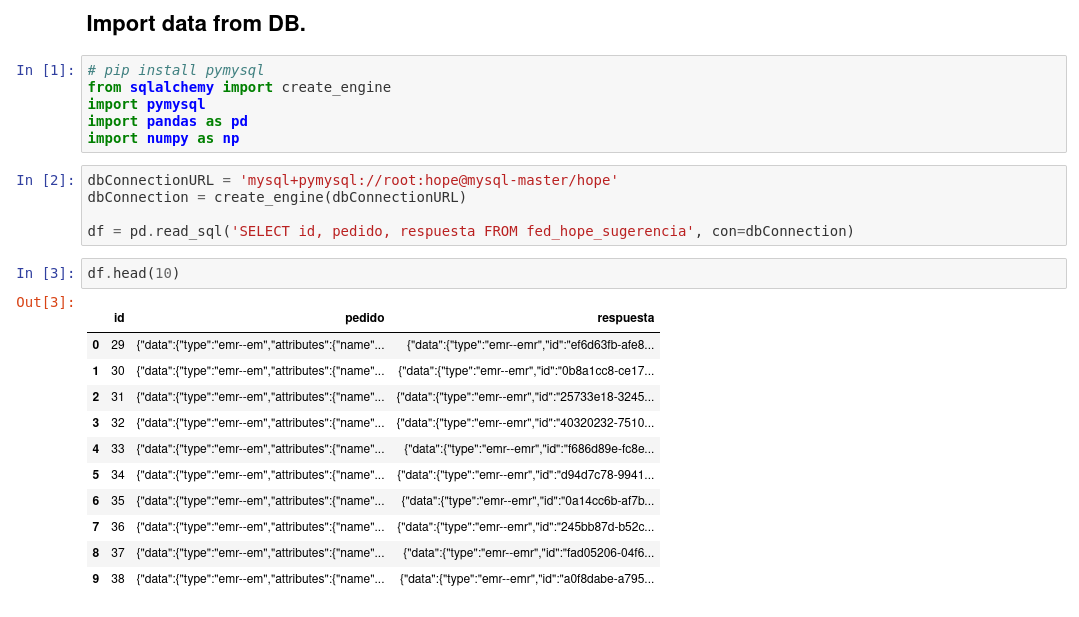 Import data from DB.
In [1]:
# pip install pymysql
from sqlalchemy import create_engine
import pymysql
import pandas as pd
import numpy as np
In [2]:
dbConnectionURL = 'mysql+pymysql://root:hope@mysql-master/hope'
dbConnection = create_engine(dbConnectionURL)
df = pd.read_sql('SELECT id, pedido, respuesta FROM fed_hope_sugerencia', con=dbConnection)
In [3]:
df.head(10)
Out[3]:
id pedido respuesta
0 29 {"data":{"type":"emr--em","attributes":{"name"... {"data":{"type":"emr--emr","id":"ef6d63fb-afe8...
1 30 {"data":{"type":"emr--em","attributes":{"name"... {"data":{"type":"emr--emr","id":"0b8a1cc8-ce17...
2 31 {"data":{"type":"emr--em","attributes":{"name"... {"data":{"type":"emr--emr","id":"25733e18-3245...
3 32 {"data":{"type":"emr--em","attributes":{"name"... {"data":{"type":"emr--emr","id":"40320232-7510...
4 33 {"data":{"type":"emr--em","attributes":{"name"... {"data":{"type":"emr--emr","id":"f686d89e-fc8e...
5 34 {"data":{"type":"emr--em","attributes":{"name"... {"data":{"type":"emr--emr","id":"d94d7c78-9941...
6 35 {"data":{"type":"emr--em","attributes":{"name"... {"data":{"type":"emr--emr","id":"0a14cc6b-af7b...
7 36 {"data":{"type":"emr--em","attributes":{"name"... {"data":{"type":"emr--emr","id":"245bb87d-b52c...
8 37 {"data":{"type":"emr--em","attributes":{"name"... {"data":{"type":"emr--emr","id":"fad05206-04f6...
9 38 {"data":{"type":"emr--em","attributes":{"name"... {"data":{"type":"emr--emr","id":"a0f8dabe-a795...